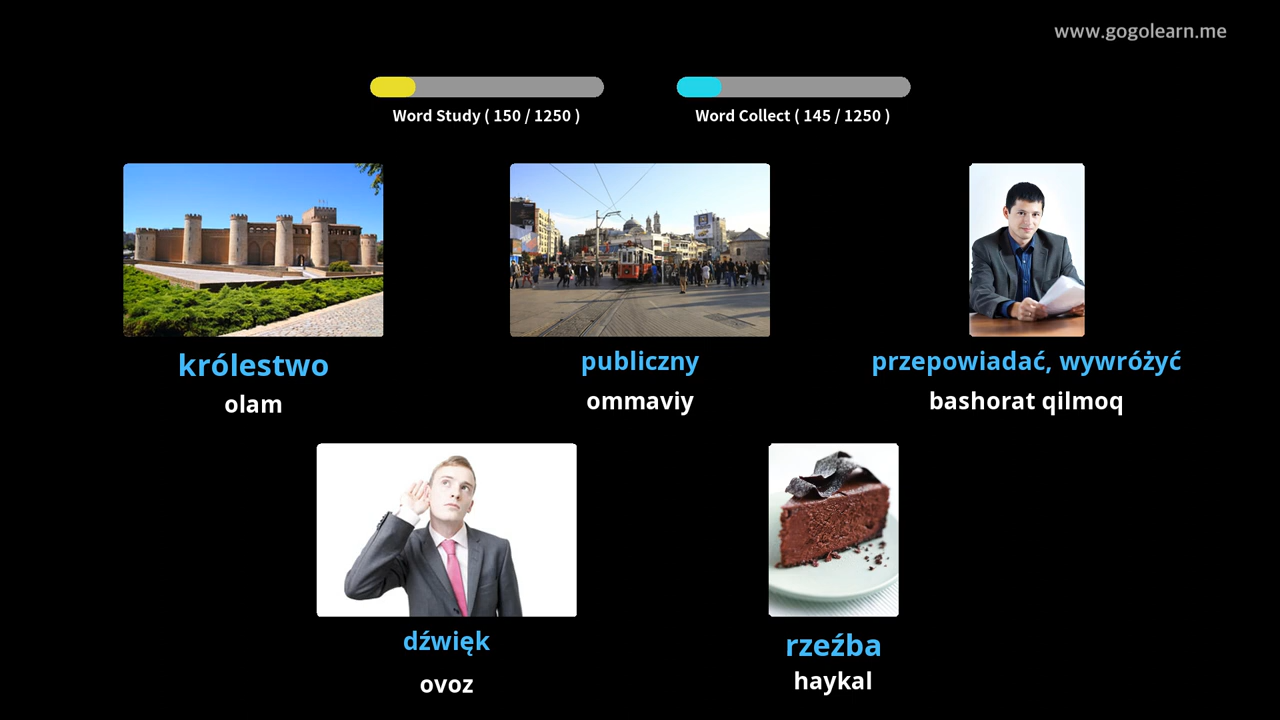 www.gogolearn.me
Word Study ( 150 / 1250 )
Word Collect ( 145 / 1250 )
królestwo
olam
publiczny
ommaviy
przepowiadać, wywróżyć
bashorat qilmoq
dźwięk
ovoz
rzeźba
haykal